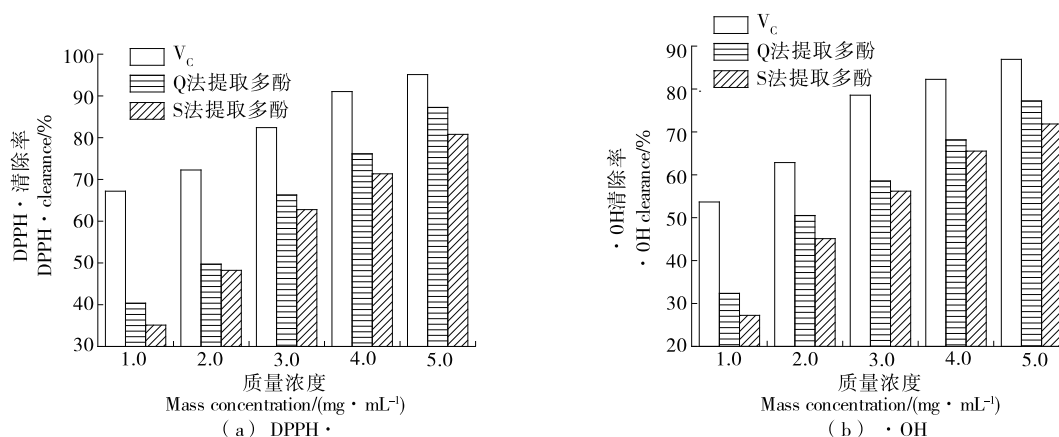 V_C
Q法提取多酚
S法提取多酚
DPPH·清除率
DPPH·clearance/%
100
90
80
70
60
50
40
30
1.0 2.0 3.0 4.0 5.0
质量浓度
Mass concentration/(mg·mL⁻¹)
(a) DPPH·
V_C
Q法提取多酚
S法提取多酚
·OH清除率
·OH clearance/%
90
80
70
60
50
40
30
20
1.0 2.0 3.0 4.0 5.0
质量浓度
Mass concentration/(mg·mL⁻¹)
(b) ·OH